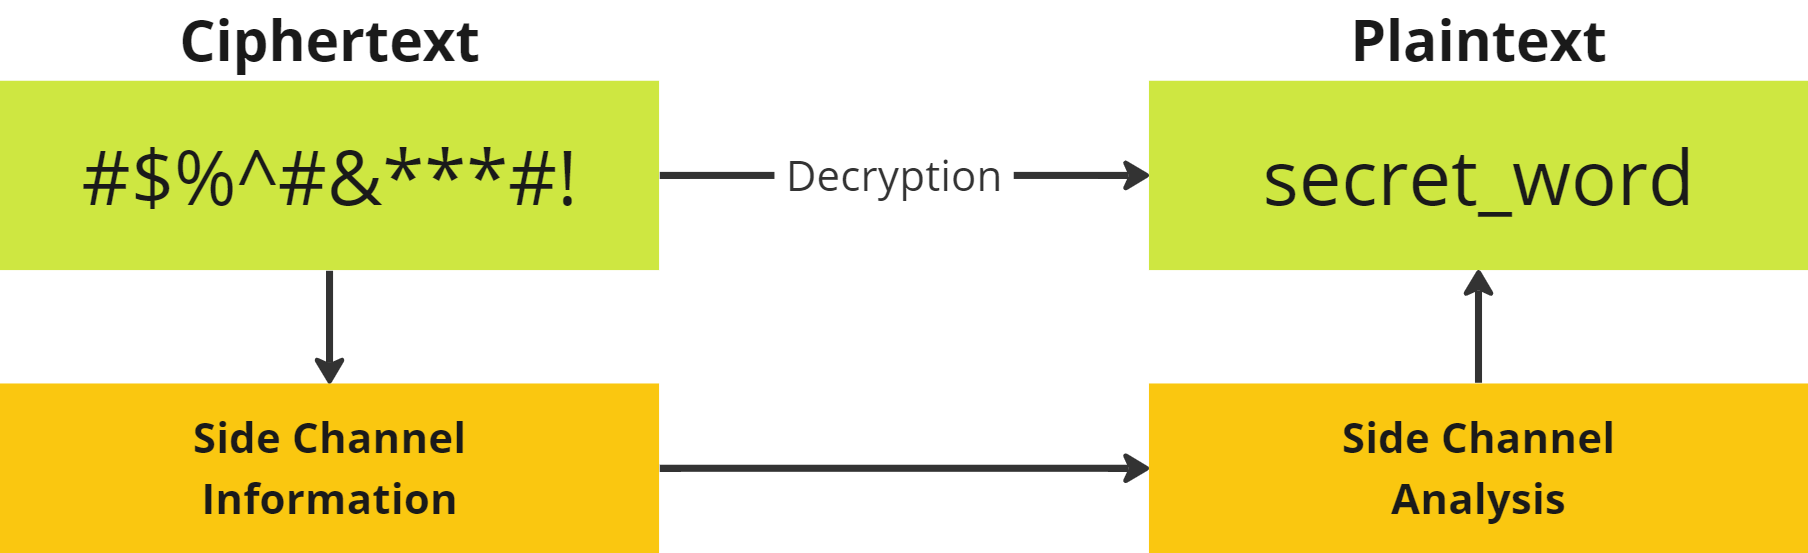 Ciphertext
Plaintext
#$%^#&***#!
Decryption
secret_word
Side Channel
Information
Side Channel
Analysis